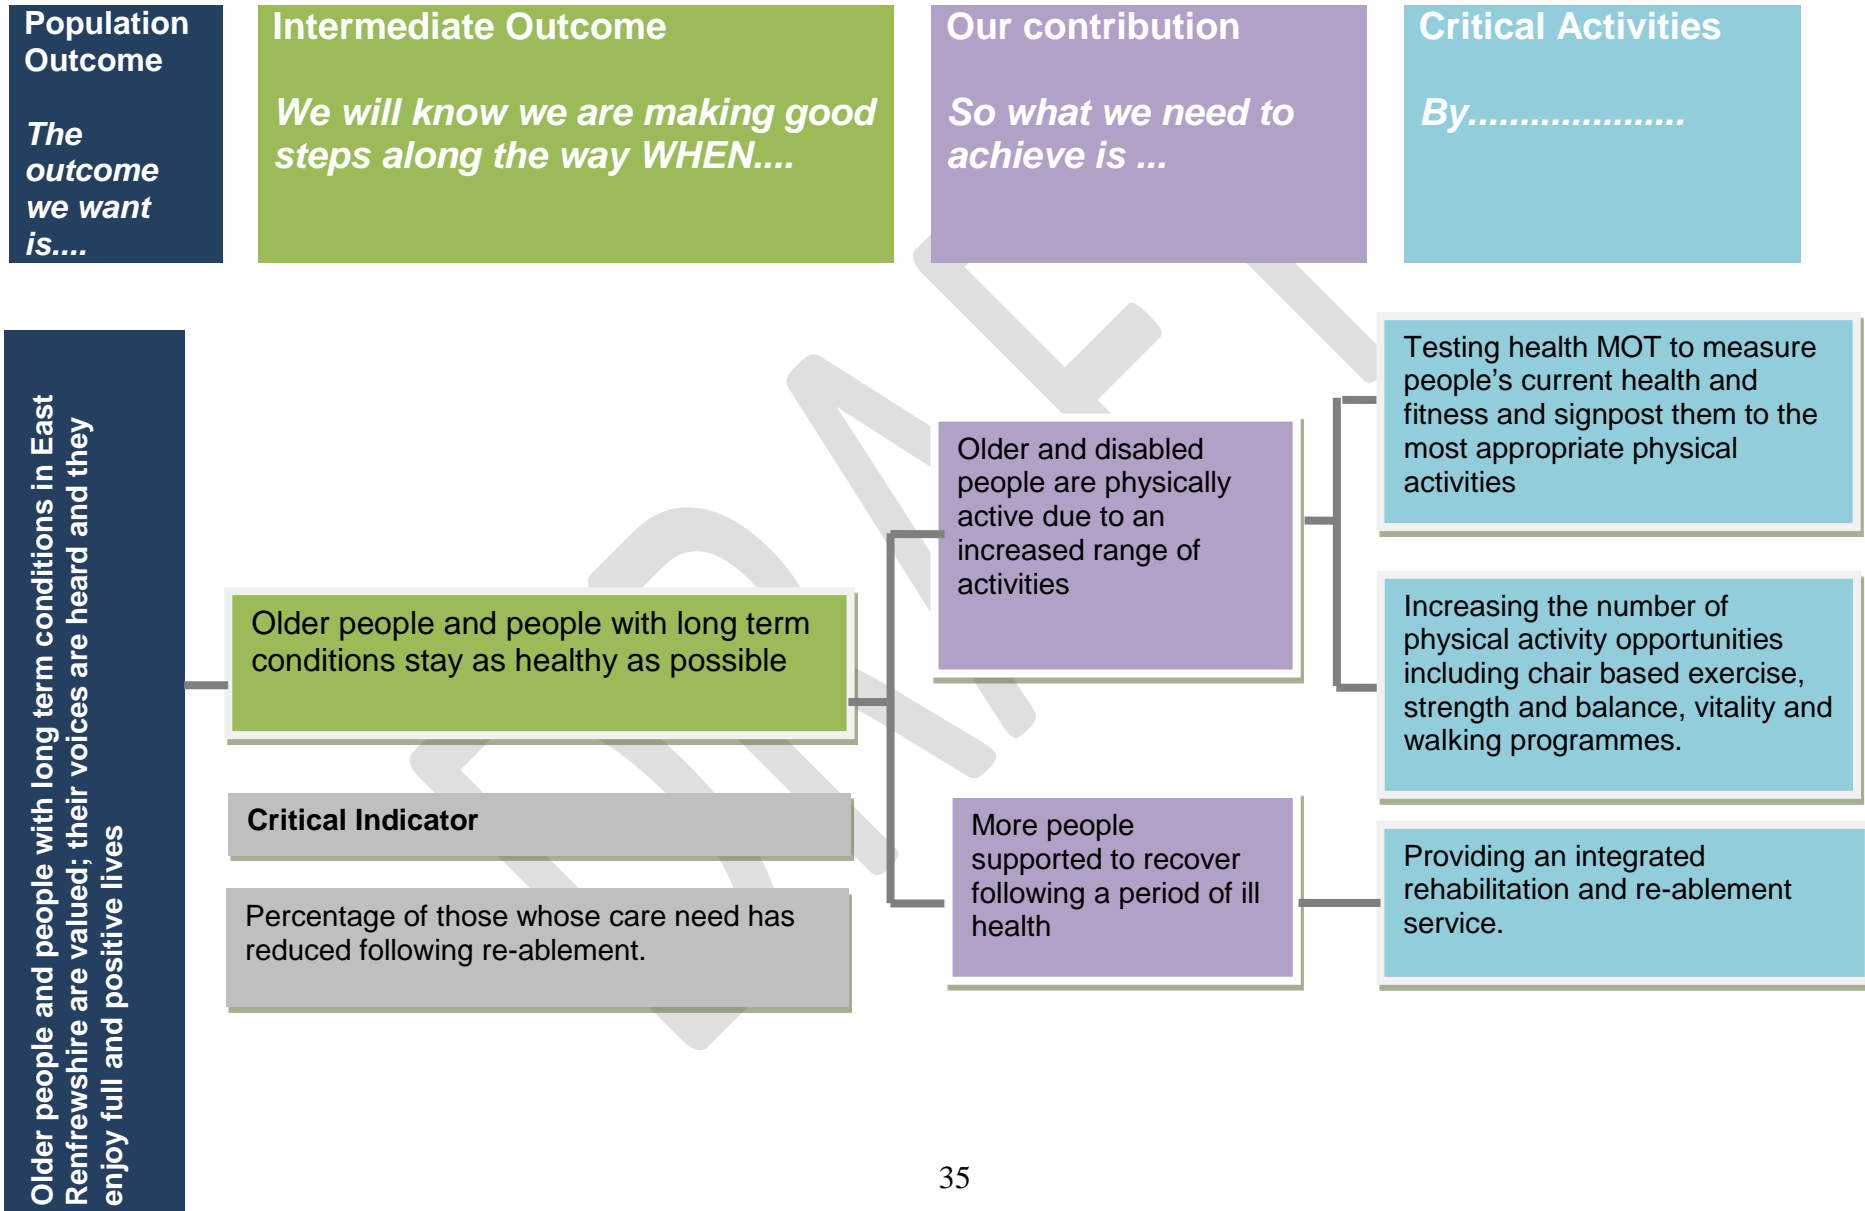 Population
Outcome
The
outcome
we want
is....
Intermediate Outcome
We will know we are making good
steps along the way WHEN....
Our contribution
So what we need to
achieve is ...
Critical Activities
By.....................
Older people and people with long term conditions in East
Renfrewshire are valued; their voices are heard and they
enjoy full and positive lives
Older people and people with long term
conditions stay as healthy as possible
Critical Indicator
Percentage of those whose care need has
reduced following re-ablement.
Older and disabled
people are physically
active due to an
increased range of
activities
More people
supported to recover
following a period of ill
health
Testing health MOT to measure
people’s current health and
fitness and signpost them to the
most appropriate physical
activities
Increasing the number of
physical activity opportunities
including chair based exercise,
strength and balance, vitality and
walking programmes.
Providing an integrated
rehabilitation and re-ablement
service.
DRAFT
35